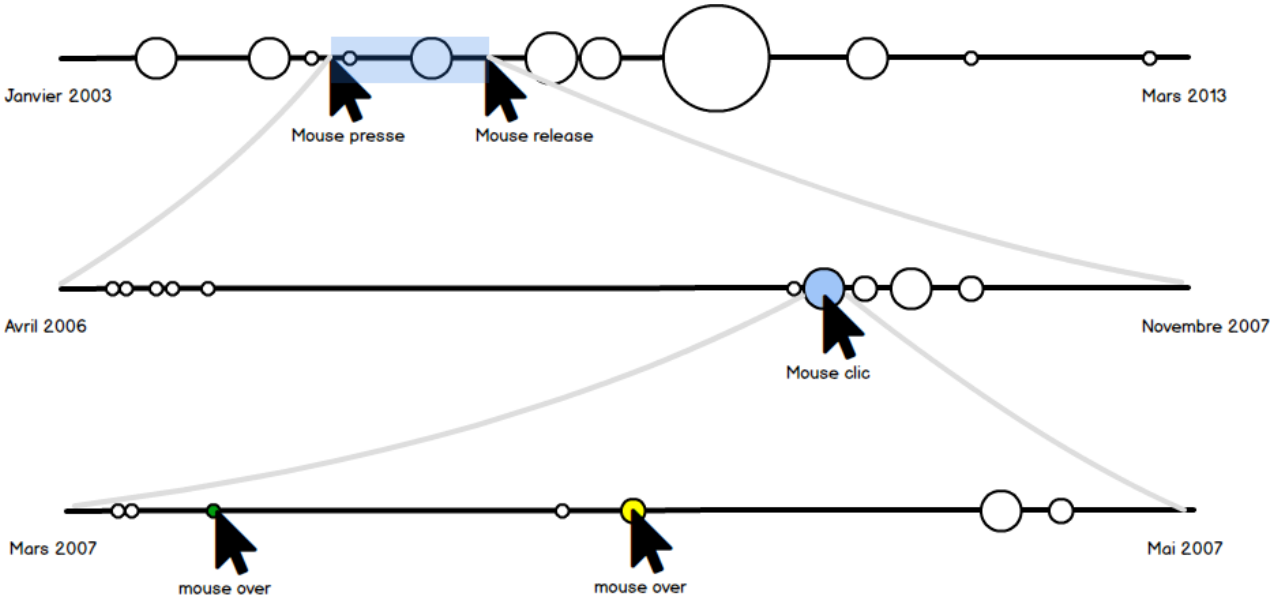 Janvier 2003
Mars 2013
Mouse presse
Mouse release
Avril 2006
Novembre 2007
Mouse clic
Mars 2007
Mai 2007
mouse over
mouse over